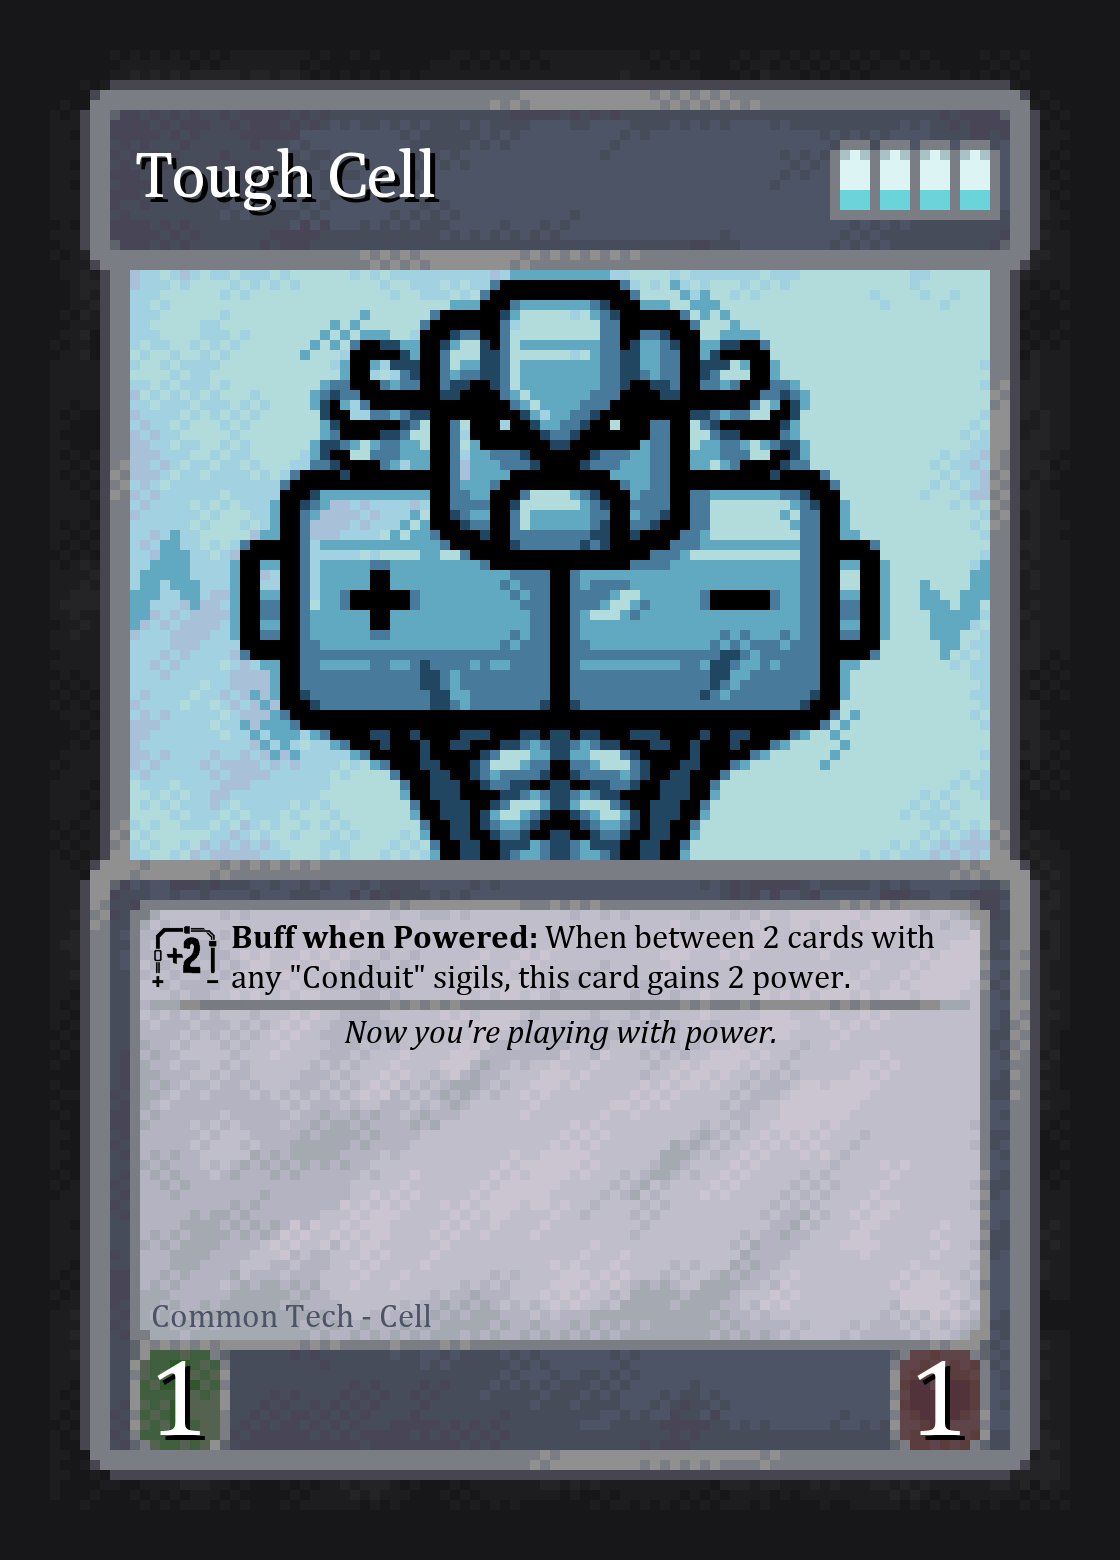 Tough Cell
+ -
+2 Buff when Powered: When between 2 cards with
+ - any "Conduit" sigils, this card gains 2 power.
Now you're playing with power.
Common Tech - Cell
1 1